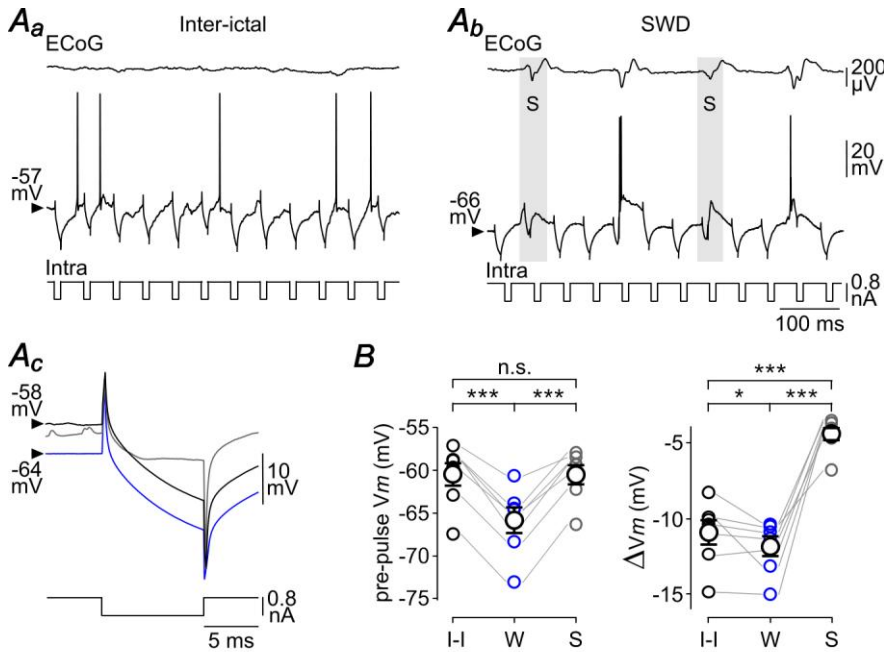 Aa
Inter-ictal
ECoG
-57
mV
Intra
Ab
SWD
ECoG
200
µV
S
S
20
mV
-66
mV
Intra
0.8
nA
100 ms
Ac
-58
mV
-64
mV
10
mV
0.8
nA
5 ms
B
n.s.
*** ***
pre-pulse Vm (mV)
-55
-60
-65
-70
-75
I-I W S
***
* ***
ΔVm (mV)
-5
-10
-15
I-I W S